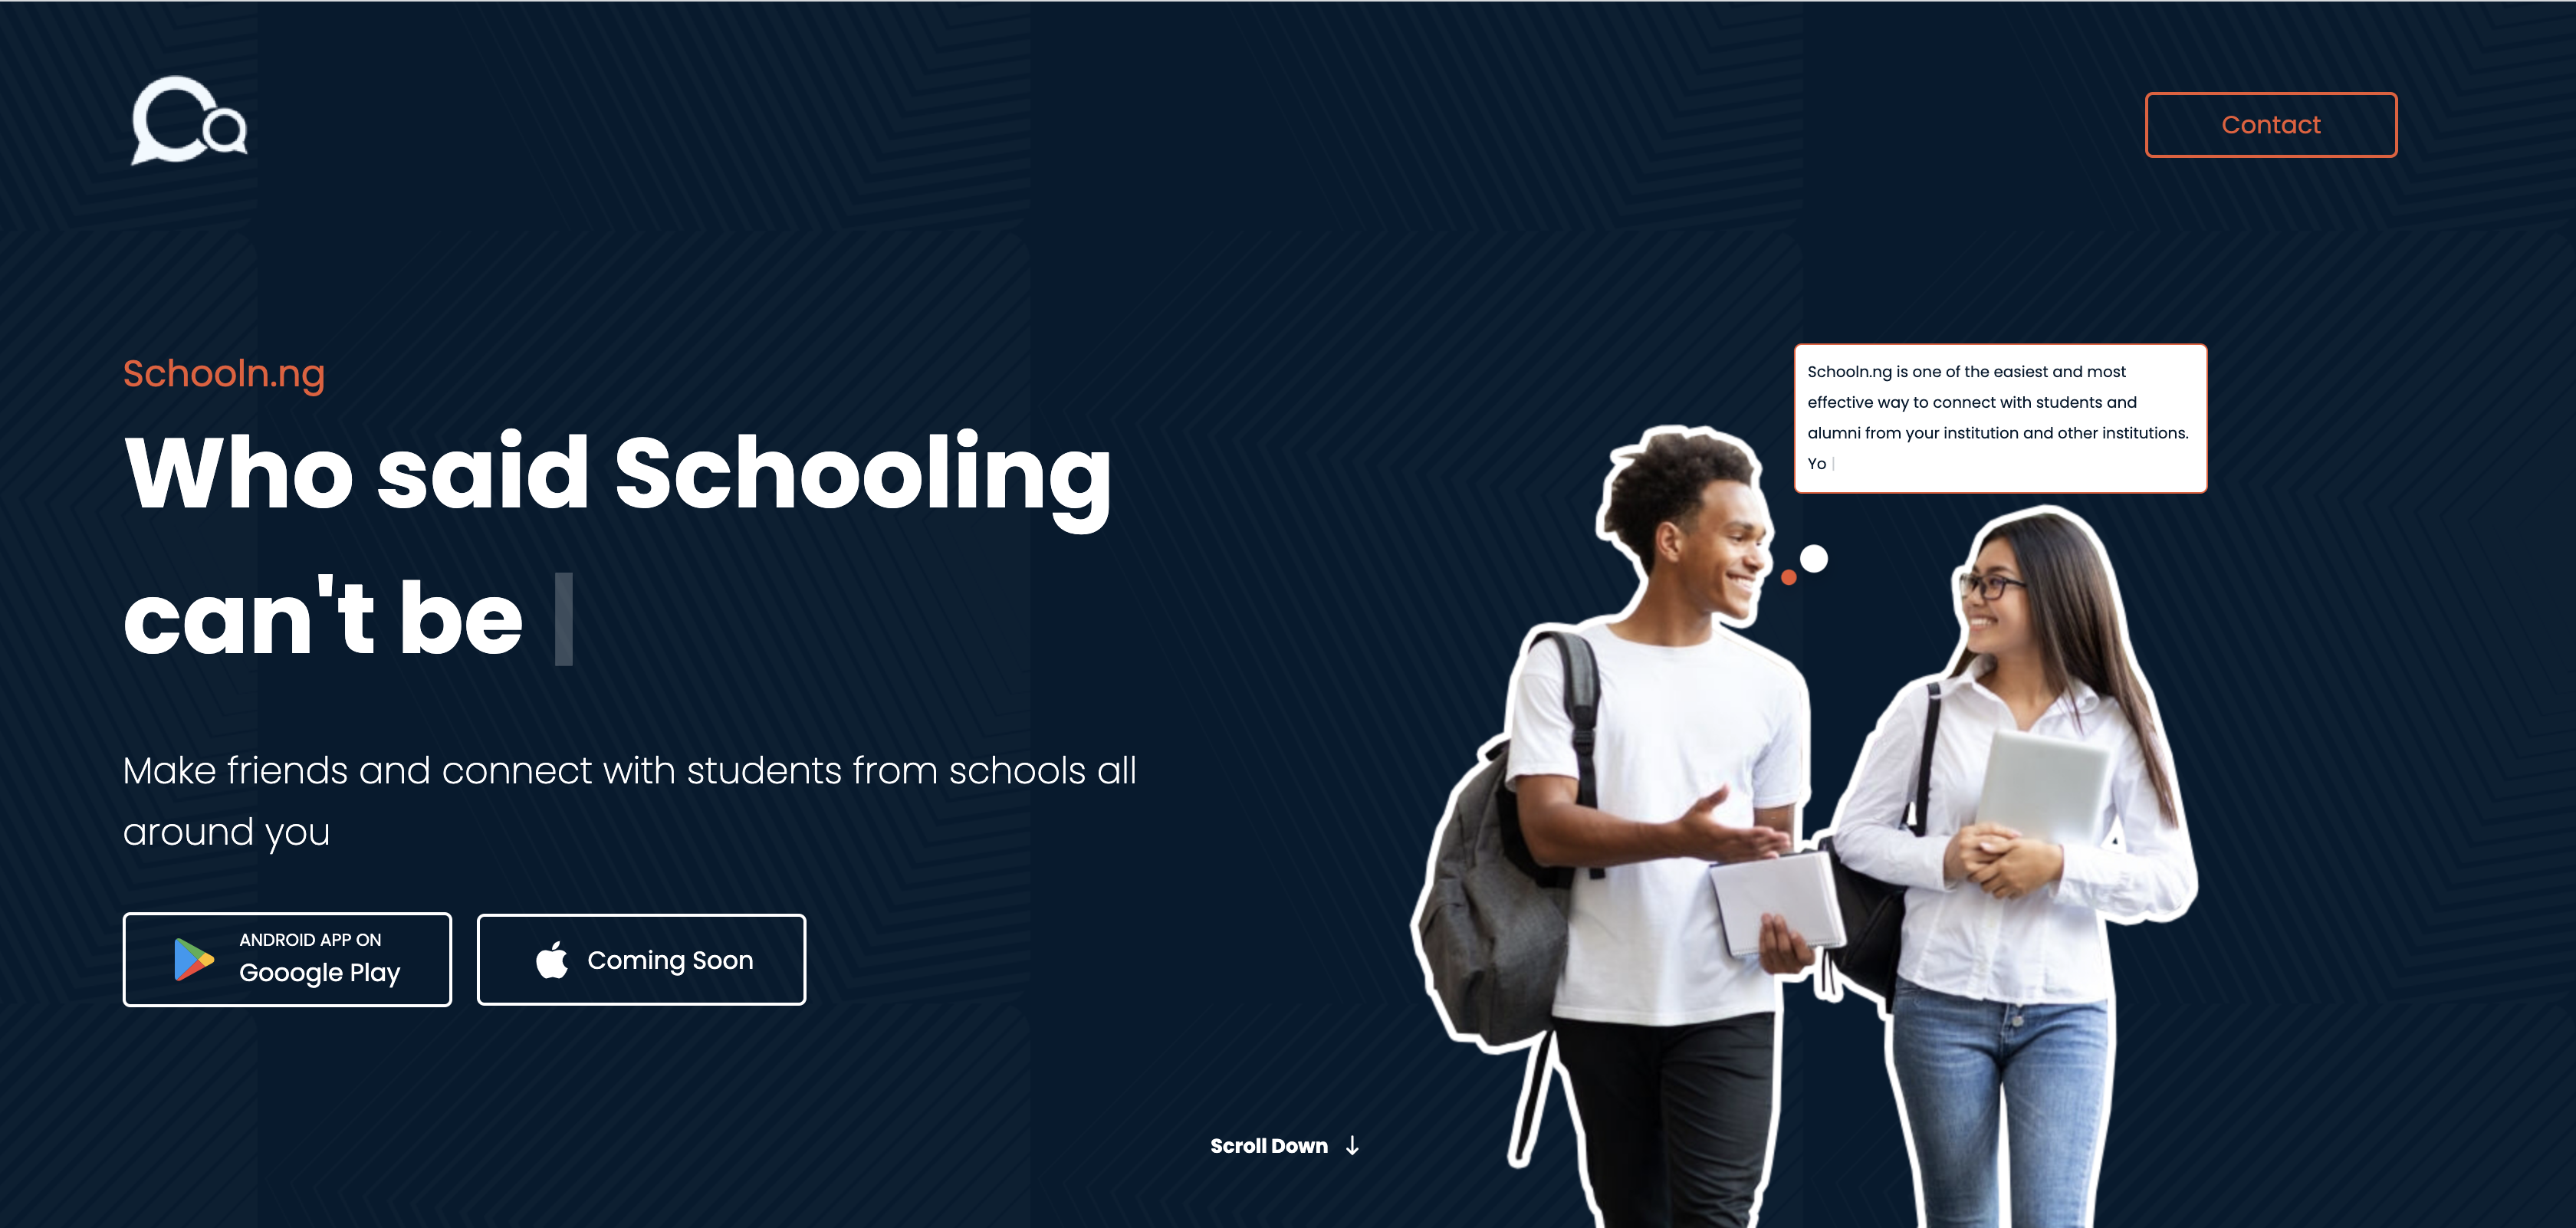 Contact
Schooln.ng
Who said Schooling
can't be
Make friends and connect with students from schools all
around you
ANDROID APP ON
Gooogle Play
Coming Soon
Schooln.ng is one of the easiest and most
effective way to connect with students and
alumni from your institution and other institutions.
Yo
Scroll Down